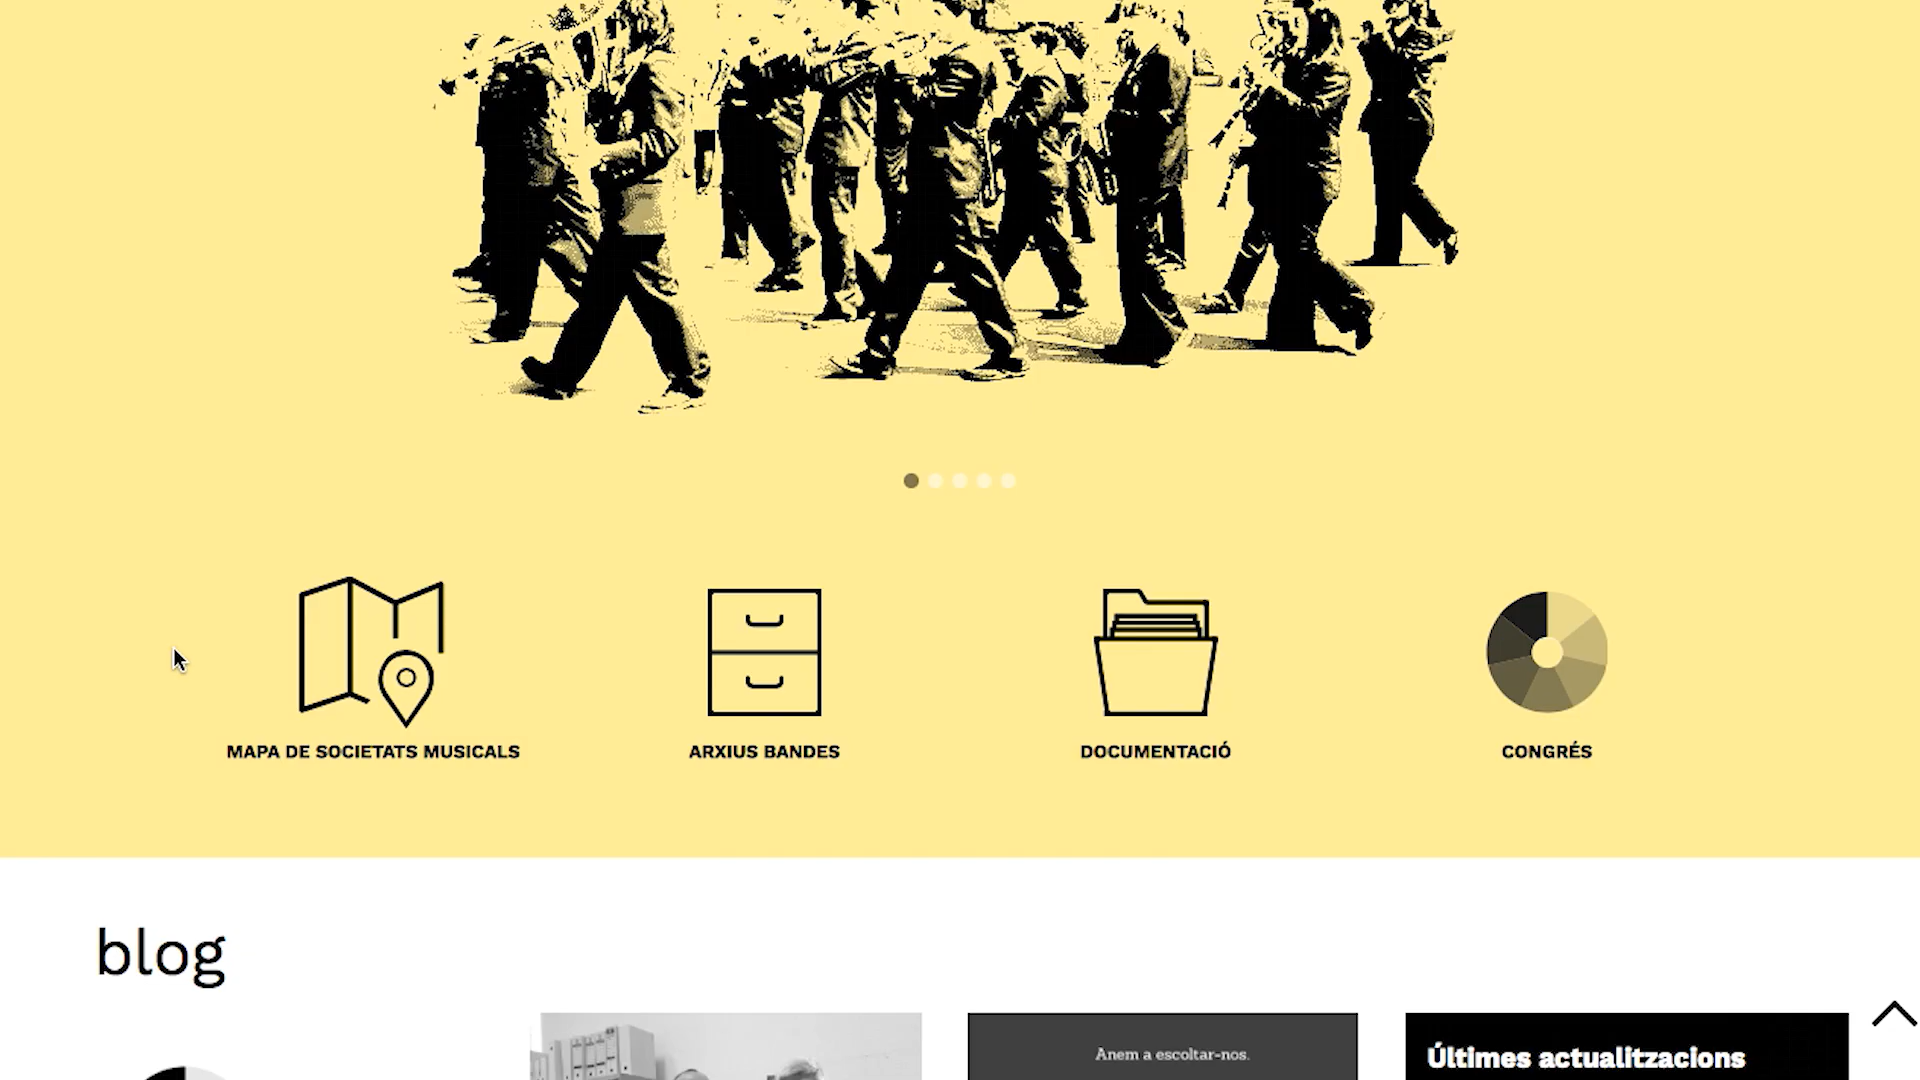 MAPA DE SOCIETATS MUSICALS
ARXIUS BANDES
DOCUMENTACIÓ
CONGRÉS
blog
Anem a escoltar-nos.
Últimes actualitzacions